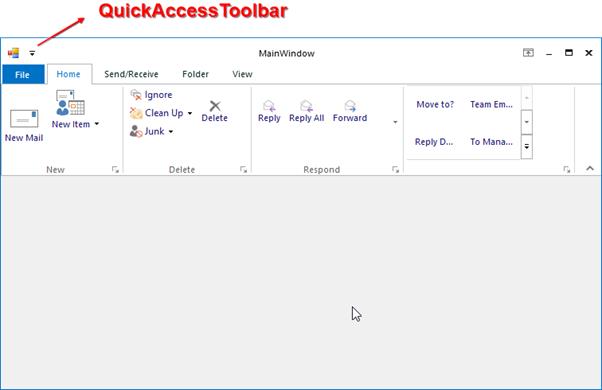 QuickAccessToolbar
MainWindow
File Home Send/Receive Folder View
New Mail
New Item
Ignore
Clean Up
Junk
Delete
Reply Reply All Forward
Move to? Team Em...
Reply D... To Mana...
New Delete Respond